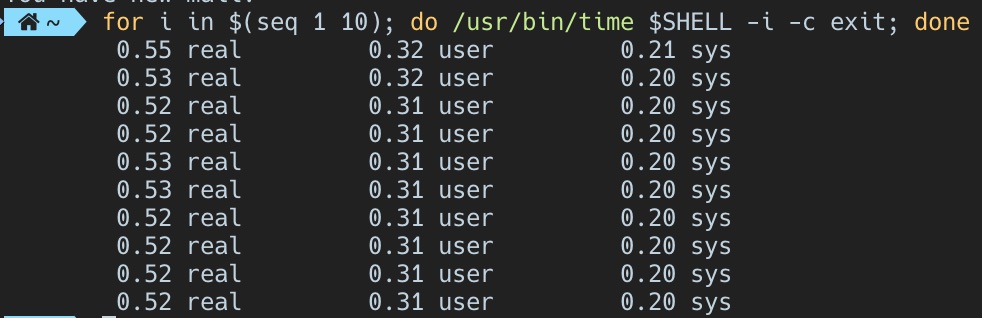 You have new mail.
~ for i in $(seq 1 10); do /usr/bin/time $SHELL -i -c exit; done
0.55 real 0.32 user 0.21 sys
0.53 real 0.32 user 0.20 sys
0.52 real 0.31 user 0.20 sys
0.52 real 0.31 user 0.20 sys
0.53 real 0.31 user 0.20 sys
0.53 real 0.31 user 0.20 sys
0.52 real 0.31 user 0.20 sys
0.52 real 0.31 user 0.20 sys
0.52 real 0.31 user 0.20 sys
0.52 real 0.31 user 0.20 sys